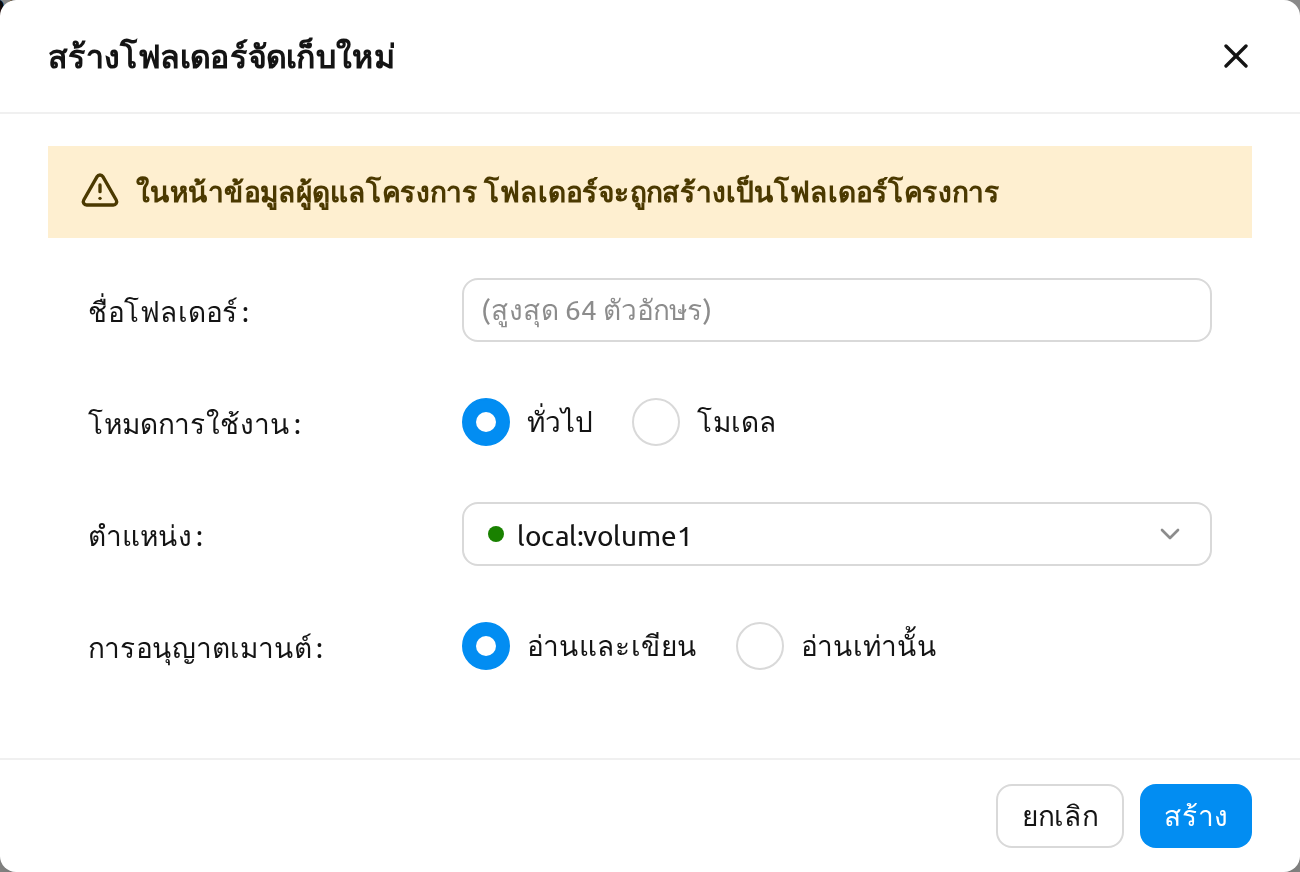 สร้างโฟลเดอร์จัดเก็บใหม่
ในหน้าข้อมูลผู้ดูแลโครงการ โฟลเดอร์จะถูกสร้างเป็นโฟลเดอร์โครงการ
ชื่อโฟลเดอร์: (สูงสุด 64 ตัวอักษร)
โหมดการใช้งาน: ทั่วไป โมเดล
ตำแหน่ง: local:volume1
การอนุญาตเมานต์: อ่านและเขียน อ่านเท่านั้น
ยกเลิก สร้าง